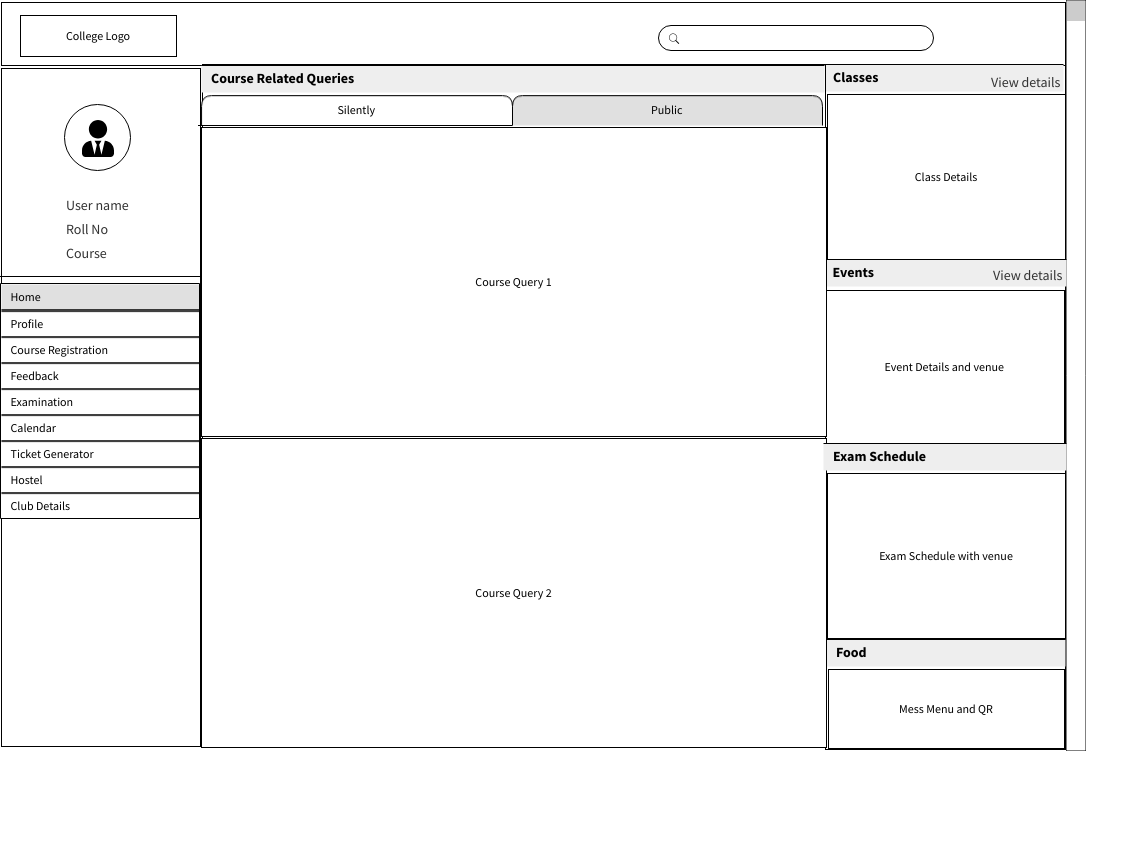 College Logo
User name
Roll No
Course
Home
Profile
Course Registration
Feedback
Examination
Calendar
Ticket Generator
Hostel
Club Details
Course Related Queries
Silently
Public
Course Query 1
Course Query 2
Classes
View details
Class Details
Events
View details
Event Details and venue
Exam Schedule
Exam Schedule with venue
Food
Mess Menu and QR